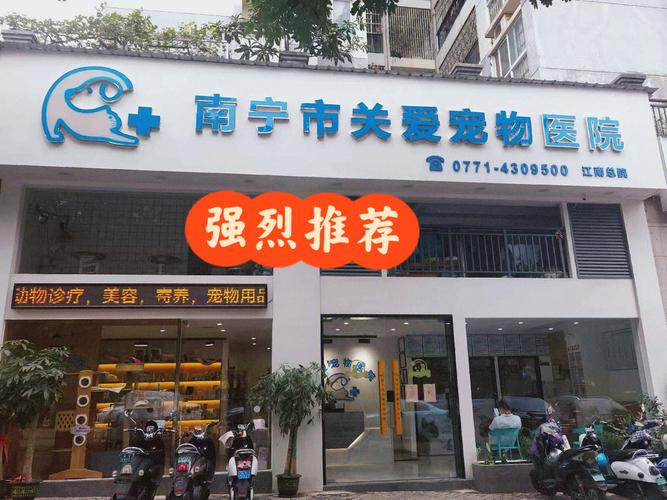 南宁市关爱宠物医院
☎0771-4309500 江南总院
强烈推荐
动物诊疗，美容，寄养，宠物用品